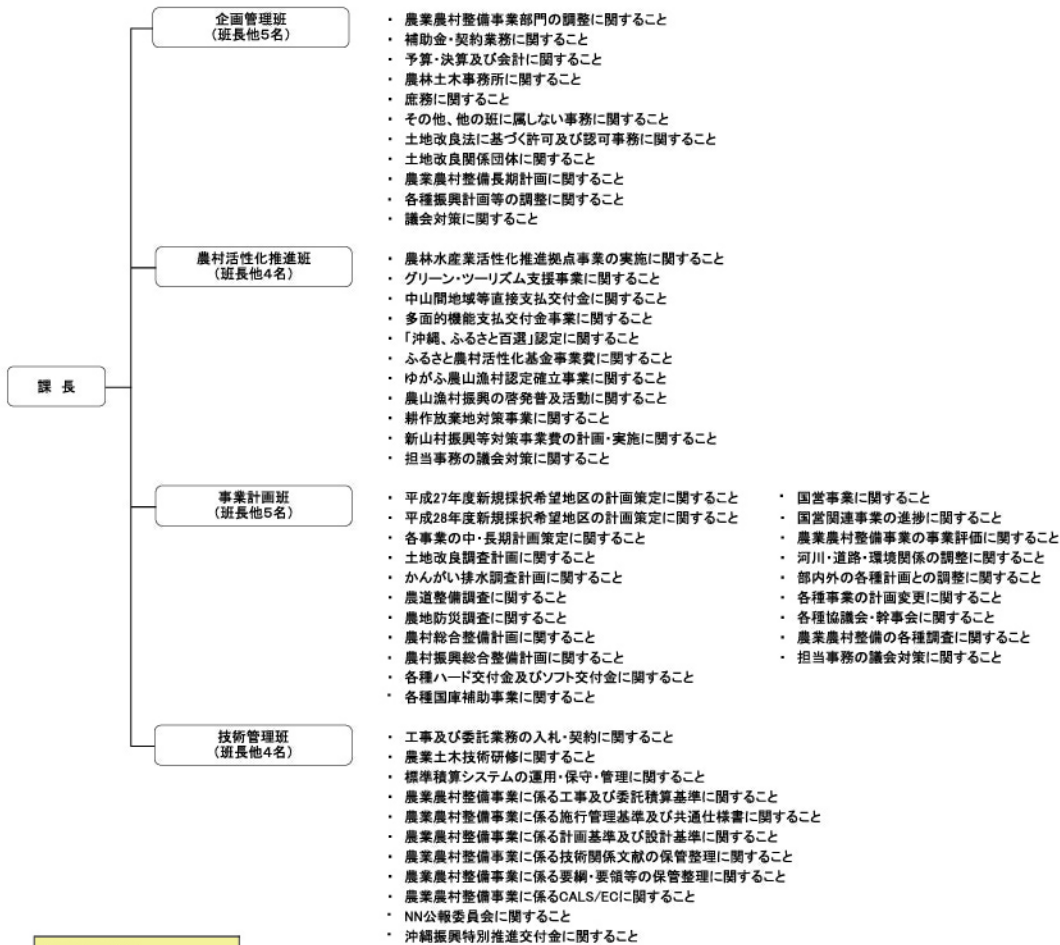 課 長
企画管理班
(班長他5名)
・ 農業農村整備事業部門の調整に関すること
・ 補助金・契約業務に関すること
・ 予算・決算及び会計に関すること
・ 農林土木事務所に関すること
・ 庶務に関すること
・ その他、他の班に属しない事務に関すること
・ 土地改良法に基づく許可及び認可事務に関すること
・ 土地改良関係団体に関すること
・ 農業農村整備長期計画に関すること
・ 各種振興計画等の調整に関すること
・ 議会対策に関すること
農村活性化推進班
(班長他4名)
・ 農林水産業活性化推進拠点事業の実施に関すること
・ グリーン・ツーリズム支援事業に関すること
・ 中山間地域等直接支払交付金に関すること
・ 多面的機能支払交付金事業に関すること
・ 「沖縄、ふるさと百選」認定に関すること
・ ふるさと農村活性化基金事業費に関すること
・ ゆがふ農山漁村認定確立事業に関すること
・ 農山漁村振興の啓発普及活動に関すること
・ 耕作放棄地対策事業に関すること
・ 新山村振興等対策事業費の計画・実施に関すること
・ 担当事務の議会対策に関すること
事業計画班
(班長他5名)
・ 平成27年度新規採択希望地区の計画策定に関すること
・ 平成28年度新規採択希望地区の計画策定に関すること
・ 各事業の中・長期計画策定に関すること
・ 土地改良調査計画に関すること
・ かんがい排水調査計画に関すること
・ 農道整備調査に関すること
・ 農地防災調査に関すること
・ 農村総合整備計画に関すること
・ 農村振興総合整備計画に関すること
・ 各種ハード交付金及びソフト交付金に関すること
・ 各種国庫補助事業に関すること
・ 国営事業に関すること
・ 国営関連事業の進捗に関すること
・ 農業農村整備事業の事業評価に関すること
・ 河川・道路・環境関係の調整に関すること
・ 部内外の各種計画との調整に関すること
・ 各種事業の計画変更に関すること
・ 各種協議会・幹事会に関すること
・ 農業農村整備の各種調査に関すること
・ 担当事務の議会対策に関すること
技術管理班
(班長他4名)
・ 工事及び委託業務の入札・契約に関すること
・ 農業土木技術研修に関すること
・ 標準積算システムの運用・保守・管理に関すること
・ 農業農村整備事業に係る工事及び委託積算基準に関すること
・ 農業農村整備事業に係る施行管理基準及び共通仕様書に関すること
・ 農業農村整備事業に係る計画基準及び設計基準に関すること
・ 農業農村整備事業に係る技術関係文献の保管整理に関すること
・ 農業農村整備事業に係る要綱・要領等の保管整理に関すること
・ 農業農村整備事業に係るCALS/ECに関すること
・ NN公報委員会に関すること
・ 沖縄振興特別推進交付金に関すること